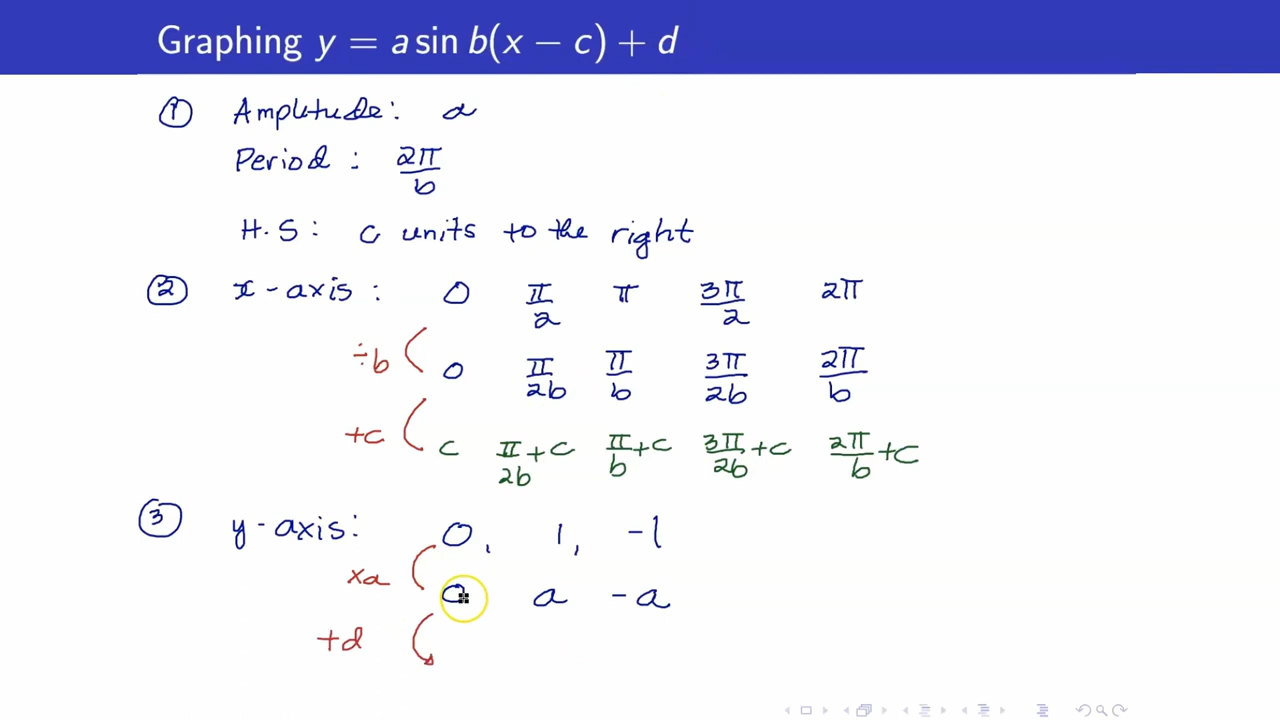 Graphing y = a sin b(x − c) + d
① Amplitude: a
Period: 2π/b
H.S: c units to the right
② x-axis: 0 π/2 π 3π/2 2π
÷b 0 π/2b π/b 3π/2b 2π/b
+c c π/2b+c π/b+c 3π/2b+c 2π/b+c
③ y-axis: 0, 1, -1
xa 0 a -a
+d